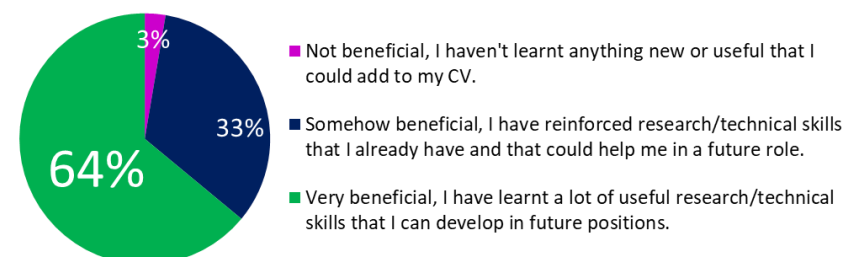 3%
33%
64%
Not beneficial, I haven't learnt anything new or useful that I
could add to my CV.
Somehow beneficial, I have reinforced research/technical skills
that I already have and that could help me in a future role.
Very beneficial, I have learnt a lot of useful research/technical
skills that I can develop in future positions.